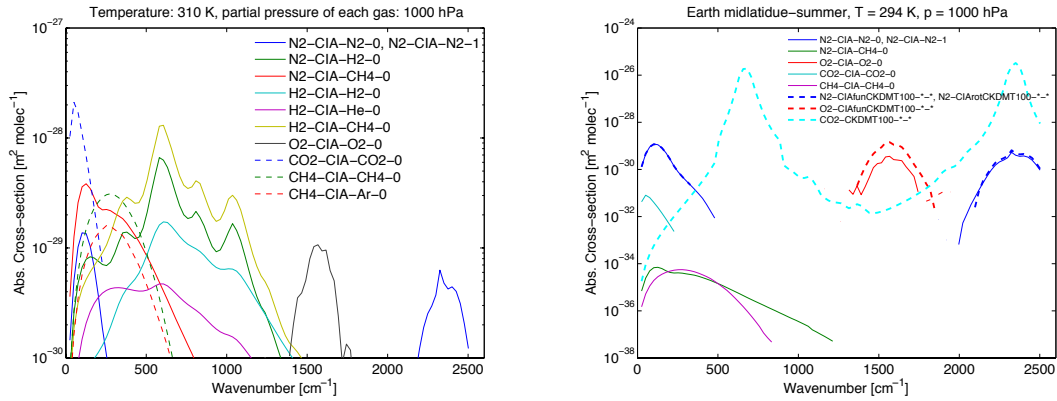 Temperature: 310 K, partial pressure of each gas: 1000 hPa
10⁻²⁷
10⁻²⁸
10⁻²⁹
10⁻³⁰
Abs. Cross-section [m² molec⁻¹]
N2-CIA-N2-0, N2-CIA-N2-1
N2-CIA-H2-0
N2-CIA-CH4-0
H2-CIA-H2-0
H2-CIA-He-0
H2-CIA-CH4-0
O2-CIA-O2-0
CO2-CIA-CO2-0
CH4-CIA-CH4-0
CH4-CIA-Ar-0
0 500 1000 1500 2000 2500
Wavenumber [cm⁻¹]
Earth midlatidue-summer, T = 294 K, p = 1000 hPa
10⁻²⁴
10⁻²⁶
10⁻²⁸
10⁻³⁰
10⁻³²
10⁻³⁴
10⁻³⁶
10⁻³⁸
Abs. Cross-section [m² molec⁻¹]
N2-CIA-N2-0, N2-CIA-N2-1
N2-CIA-CH4-0
O2-CIA-O2-0
CO2-CIA-CO2-0
CH4-CIA-CH4-0
N2-CIAfunCKDMT100-*-*, N2-CIArotCKDMT100-*-*
O2-CIAfunCKDMT100-*-*
CO2-CKDMT100-*-*
0 500 1000 1500 2000 2500
Wavenumber [cm⁻¹]